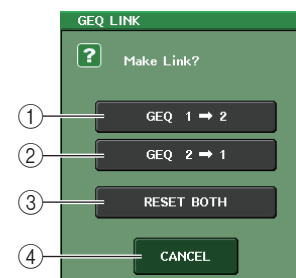 GEQ LINK
? Make Link?
① GEQ 1 → 2
② GEQ 2 → 1
③ RESET BOTH
④ CANCEL